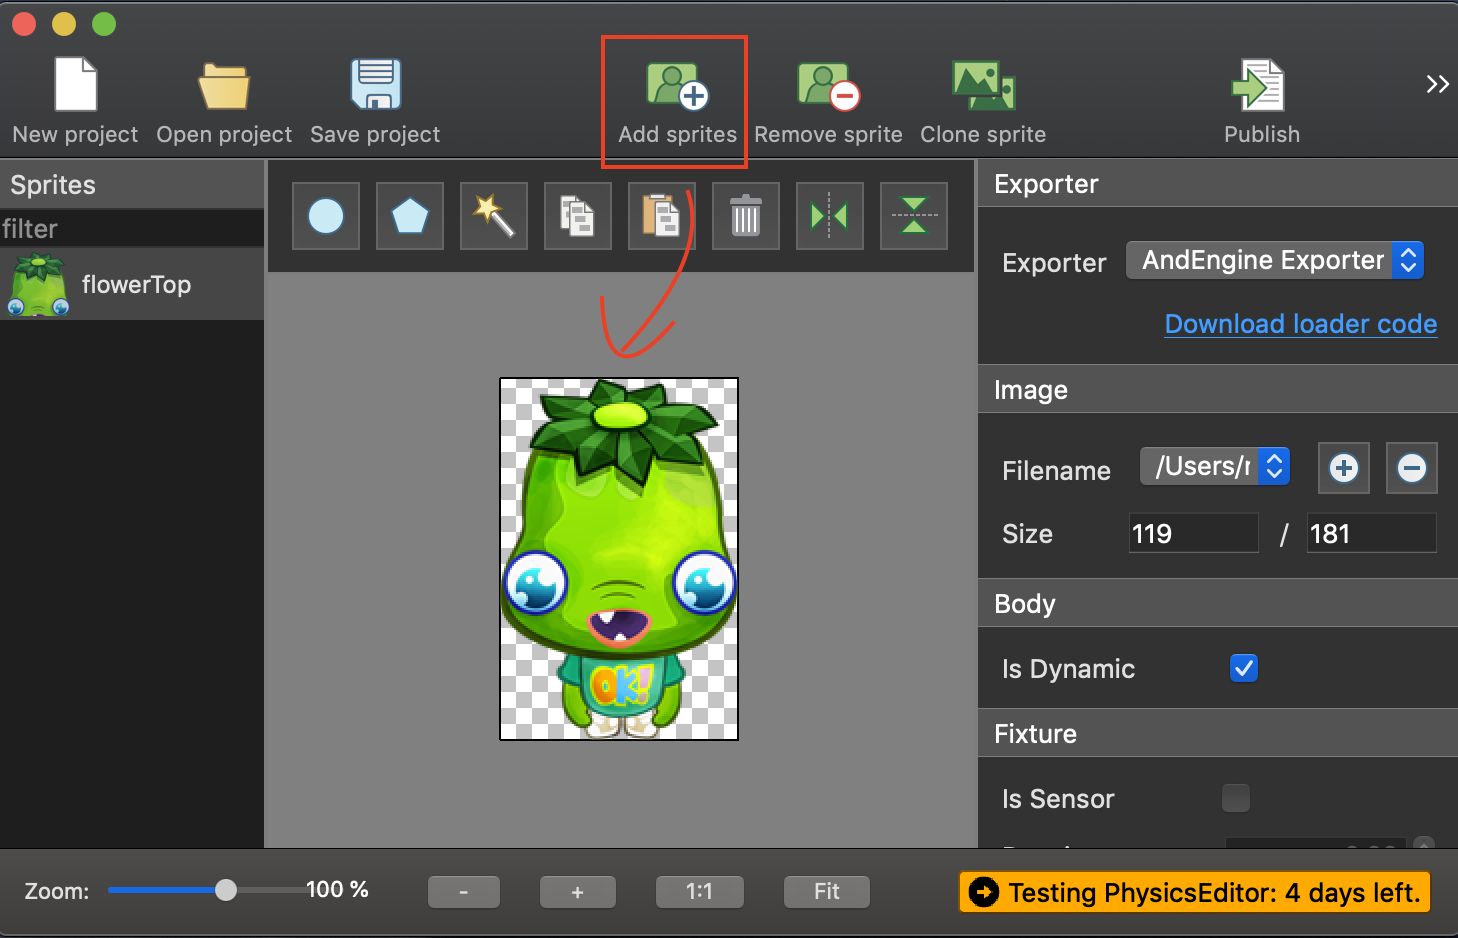 New project Open project Save project Add sprites Remove sprite Clone sprite Publish
Sprites
filter
flowerTop
OK!
Exporter
Exporter AndEngine Exporter
Download loader code
Image
Filename /Users/
Size 119 / 181
Body
Is Dynamic
Fixture
Is Sensor
Zoom: 100 % - + 1:1 Fit
Testing PhysicsEditor: 4 days left.